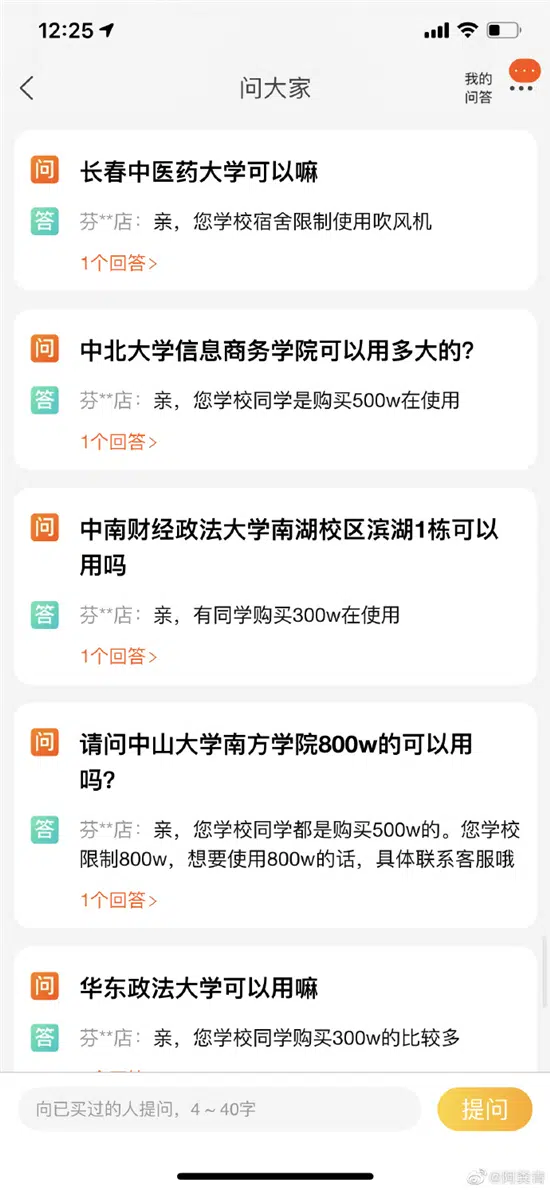 12:25
问大家
我的
问答
问 长春中医药大学可以嘛
答 芬**店：亲，您学校宿舍限制使用吹风机
1个回答>
问 中北大学信息商务学院可以用多大的?
答 芬**店：亲，您学校同学是购买500w在使用
1个回答>
问 中南财经政法大学南湖校区滨湖1栋可以
用吗
答 芬**店：亲，有同学购买300w在使用
1个回答>
问 请问中山大学南方学院800w的可以用
吗?
答 芬**店：亲，您学校同学都是购买500w的。您学校
限制800w，想要使用800w的话，具体联系客服哦
1个回答>
问 华东政法大学可以用嘛
答 芬**店：亲，您学校同学购买300w的比较多
向已买过的人提问，4～40字
提问